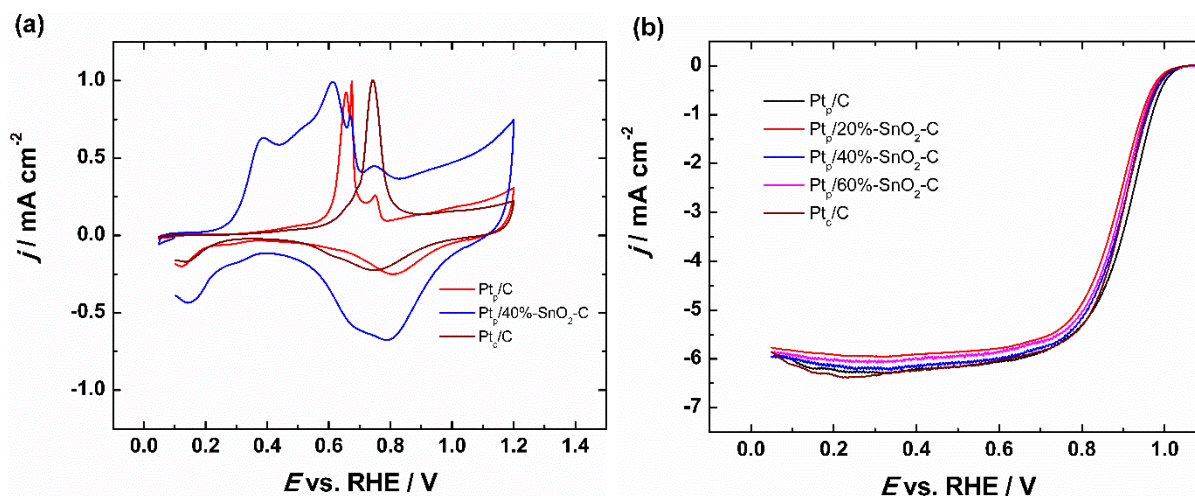 (a)
j / mA cm⁻²
1.0
0.5
0.0
-0.5
-1.0
Ptₚ/C
Ptₚ/40%-SnO₂-C
Pt꜀/C
0.0 0.2 0.4 0.6 0.8 1.0 1.2 1.4
E vs. RHE / V
(b)
j / mA cm⁻²
0
-1
-2
-3
-4
-5
-6
-7
Ptₚ/C
Ptₚ/20%-SnO₂-C
Ptₚ/40%-SnO₂-C
Ptₚ/60%-SnO₂-C
Pt꜀/C
0.0 0.2 0.4 0.6 0.8 1.0
E vs. RHE / V